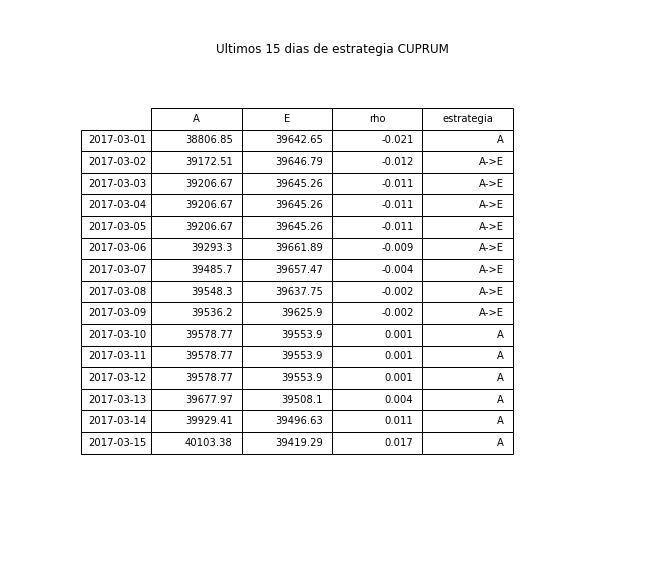 Ultimos 15 dias de estrategia CUPRUM
A E rho estrategia
2017-03-01 38806.85 39642.65 -0.021 A
2017-03-02 39172.51 39646.79 -0.012 A->E
2017-03-03 39206.67 39645.26 -0.011 A->E
2017-03-04 39206.67 39645.26 -0.011 A->E
2017-03-05 39206.67 39645.26 -0.011 A->E
2017-03-06 39293.3 39661.89 -0.009 A->E
2017-03-07 39485.7 39657.47 -0.004 A->E
2017-03-08 39548.3 39637.75 -0.002 A->E
2017-03-09 39536.2 39625.9 -0.002 A->E
2017-03-10 39578.77 39553.9 0.001 A
2017-03-11 39578.77 39553.9 0.001 A
2017-03-12 39578.77 39553.9 0.001 A
2017-03-13 39677.97 39508.1 0.004 A
2017-03-14 39929.41 39496.63 0.011 A
2017-03-15 40103.38 39419.29 0.017 A